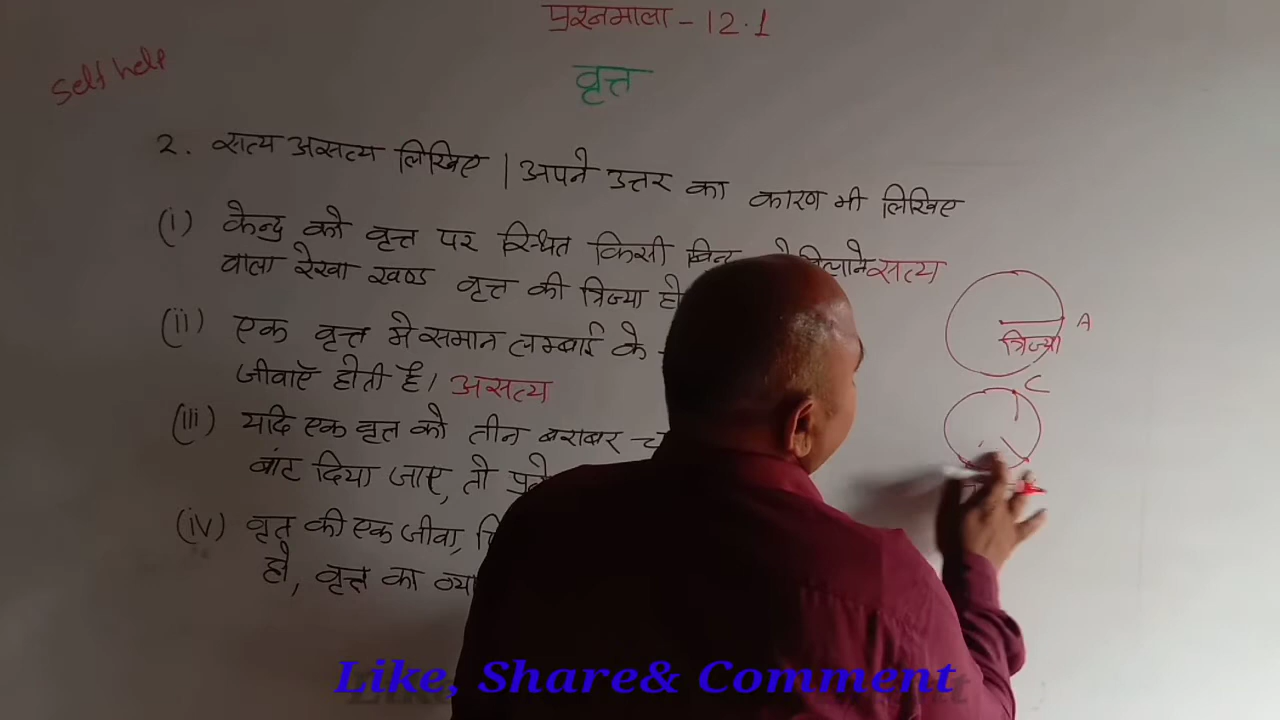 प्रश्नमाला - 12.1
Self help
वृत्त
2. सत्य असत्य लिखिए | अपने उत्तर का कारण भी लिखिए
(i) केन्द्र को वृत्त पर स्थित किसी सत्य
वाला रेखा खण्ड वृत्त की त्रिज्या
A
त्रिज्या
(ii) एक वृत्त मे समान लम्बाई के
जीवाएँ होती है। असत्य
C
(iii) यदि एक वृत्त को तीन बराबर
बांट दिया जाए, तो
(iv) वृत्त की एक जीवा,
हो, वृत्त का
Like, Share& Comment